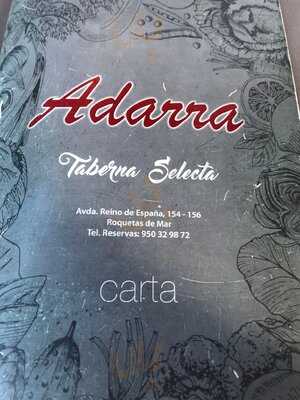 Adarra
Taberna Selecta
Avda. Reino de España, 154 - 156
Roquetas de Mar
Tel. Reservas: 950 32 98 72
carta